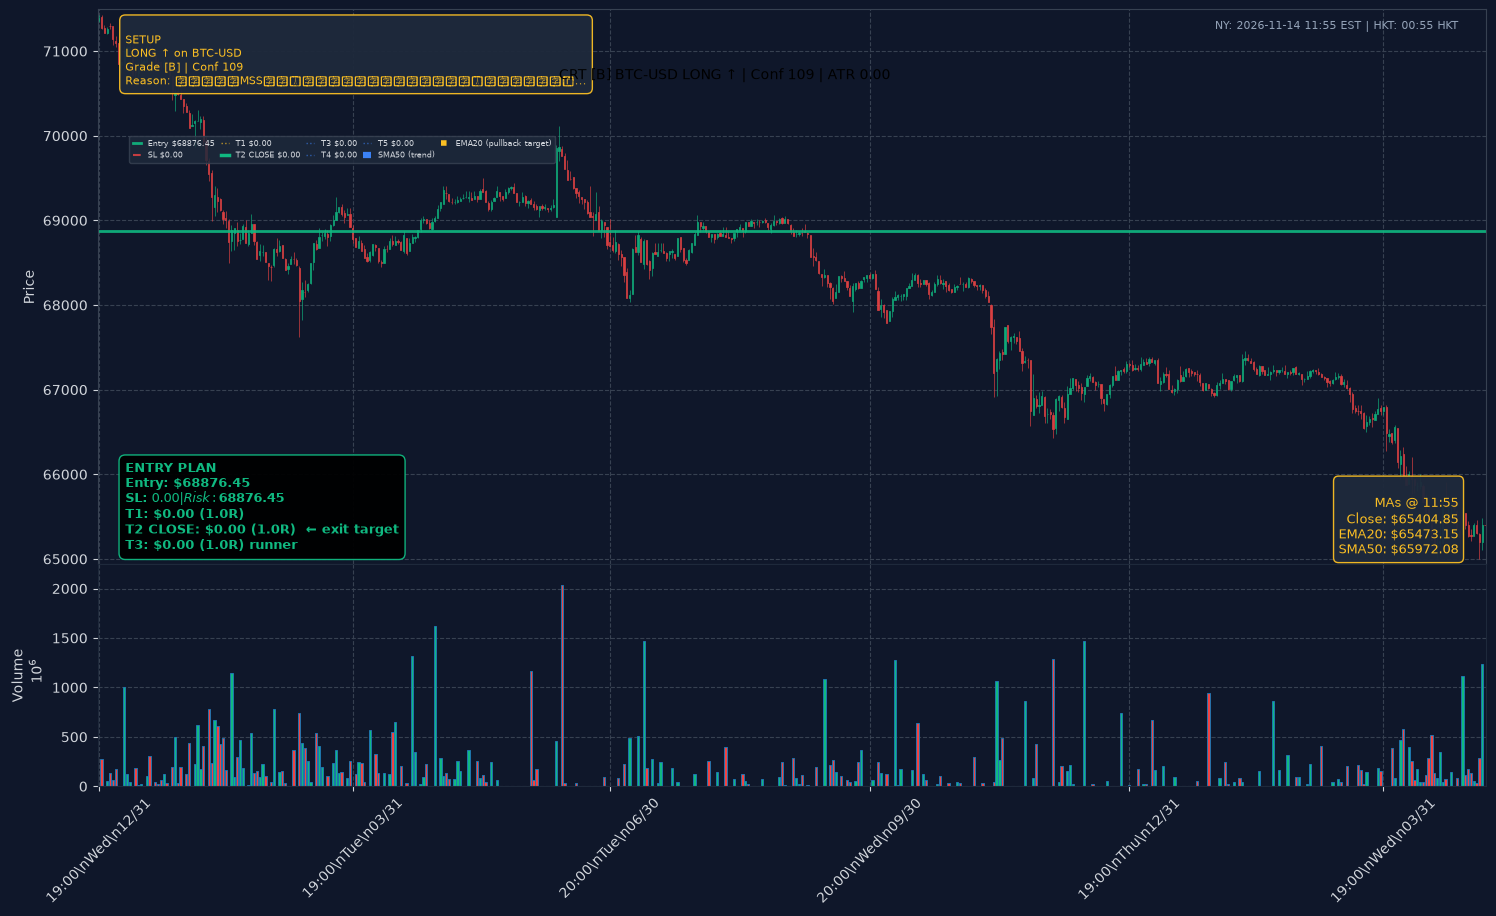 NY: 2026-11-14 11:55 EST | HKT: 00:55 HKT
SETUP
LONG ↑ on BTC-USD
Grade [B] | Conf 109
Reason: MSS
CRT [B] BTC-USD LONG ↑ | Conf 109 | ATR 0.00
Entry $68876.45
SL $0.00
T1 $0.00
T2 CLOSE $0.00
T3 $0.00
T4 $0.00
T5 $0.00
SMA50 (trend)
EMA20 (pullback target)
71000
70000
69000
68000
67000
66000
65000
Price
ENTRY PLAN
Entry: $68876.45
SL: 0.00|Risk:68876.45
T1: $0.00 (1.0R)
T2 CLOSE: $0.00 (1.0R) ← exit target
T3: $0.00 (1.0R) runner
MAs @ 11:55
Close: $65404.85
EMA20: $65473.15
SMA50: $65972.08
2000
1500
1000
500
0
Volume
10⁶
19:00\nWed\n12/31
19:00\nTue\n03/31
20:00\nTue\n06/30
20:00\nWed\n09/30
19:00\nThu\n12/31
19:00\nWed\n03/31